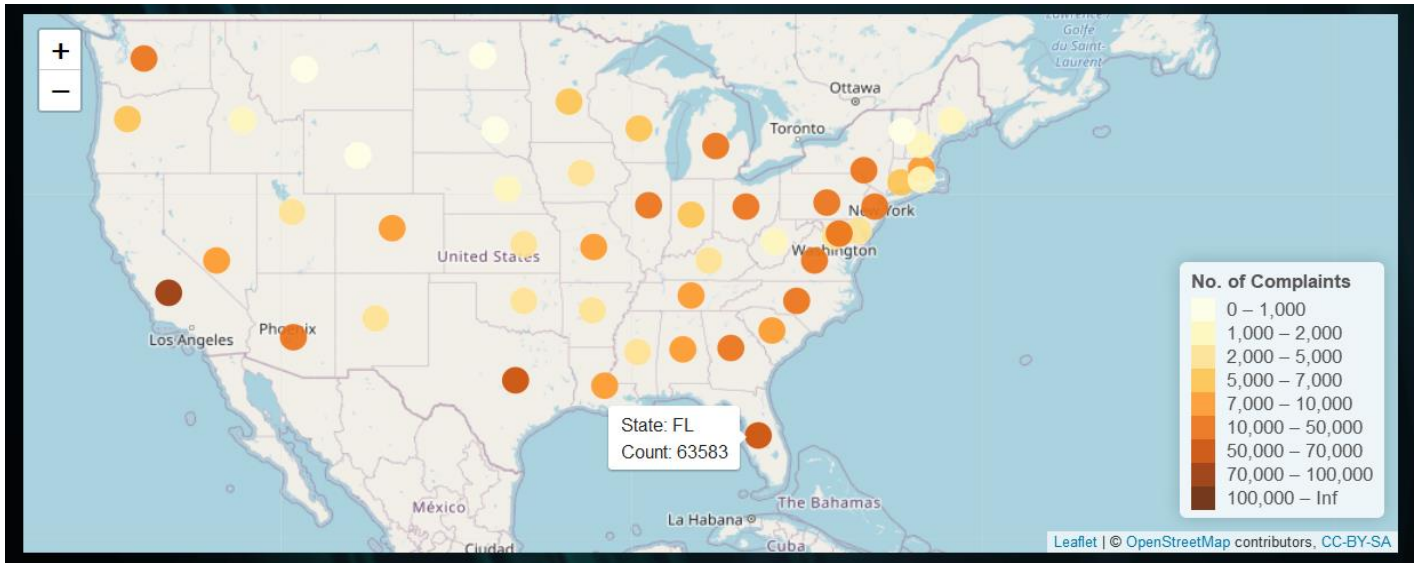 +
−
Golfe
du Saint-
Laurent
Ottawa
Toronto
New York
Washington
United States
Los Angeles
Phoenix
State: FL
Count: 63583
No. of Complaints
0 – 1,000
1,000 – 2,000
2,000 – 5,000
5,000 – 7,000
7,000 – 10,000
10,000 – 50,000
50,000 – 70,000
70,000 – 100,000
100,000 – Inf
México
The Bahamas
La Habana
Ciudad
Cuba
Leaflet | © OpenStreetMap contributors, CC-BY-SA